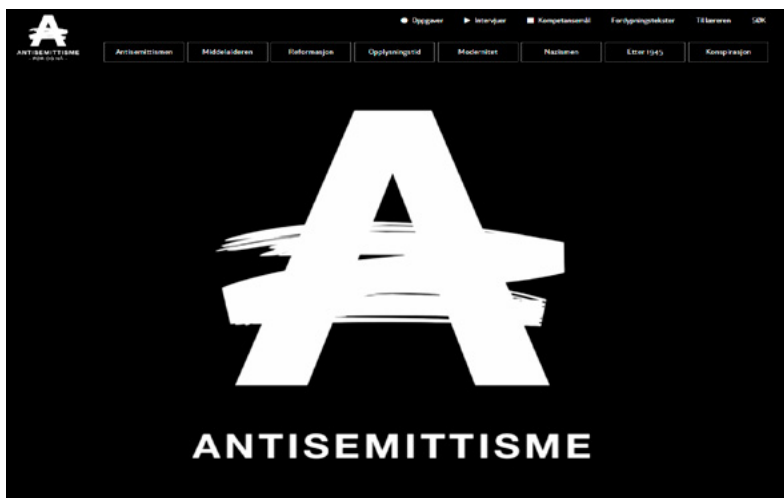 Oppgaver Intervjuer Kompetansemål Fordypningstekster Til læreren SØK
ANTISEMITTISME
- FØR OG NÅ -
Antisemittismen Middelalderen Reformasjon Opplysningstid Modernitet Nazismen Etter 1945 Konspirasjon
A
ANTISEMITTISME